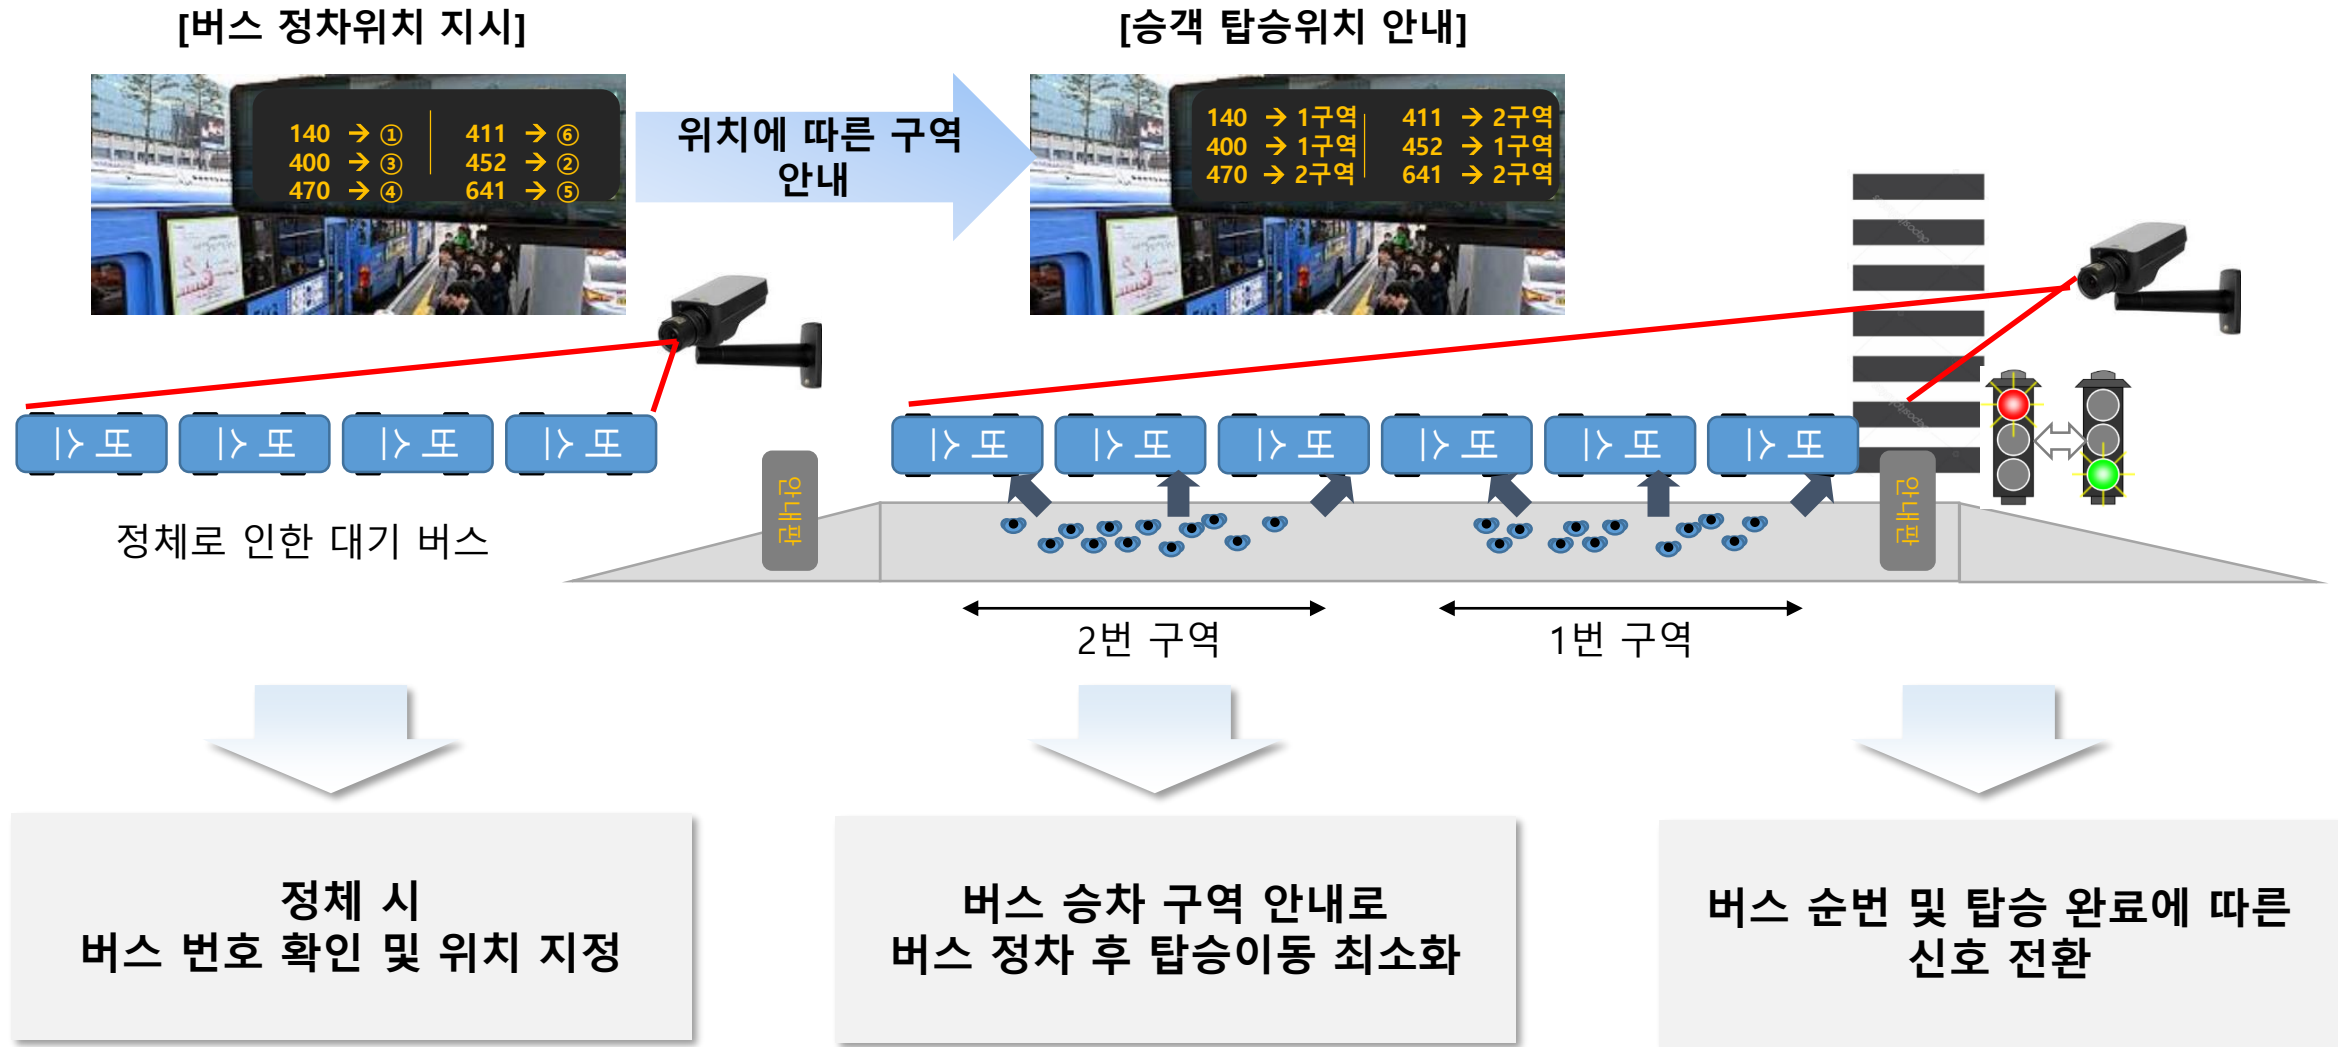 [버스 정차위치 지시]
[승객 탑승위치 안내]
140 → ① 411 → ⑥
400 → ③ 452 → ②
470 → ④ 641 → ⑤
위치에 따른 구역
안내
140 → 1구역 411 → 2구역
400 → 1구역 452 → 1구역
470 → 2구역 641 → 2구역
버스
버스
버스
버스
버스
버스
버스
버스
버스
버스
안내판
안내판
정체로 인한 대기 버스
2번 구역
1번 구역
정체 시
버스 번호 확인 및 위치 지정
버스 승차 구역 안내로
버스 정차 후 탑승이동 최소화
버스 순번 및 탑승 완료에 따른
신호 전환